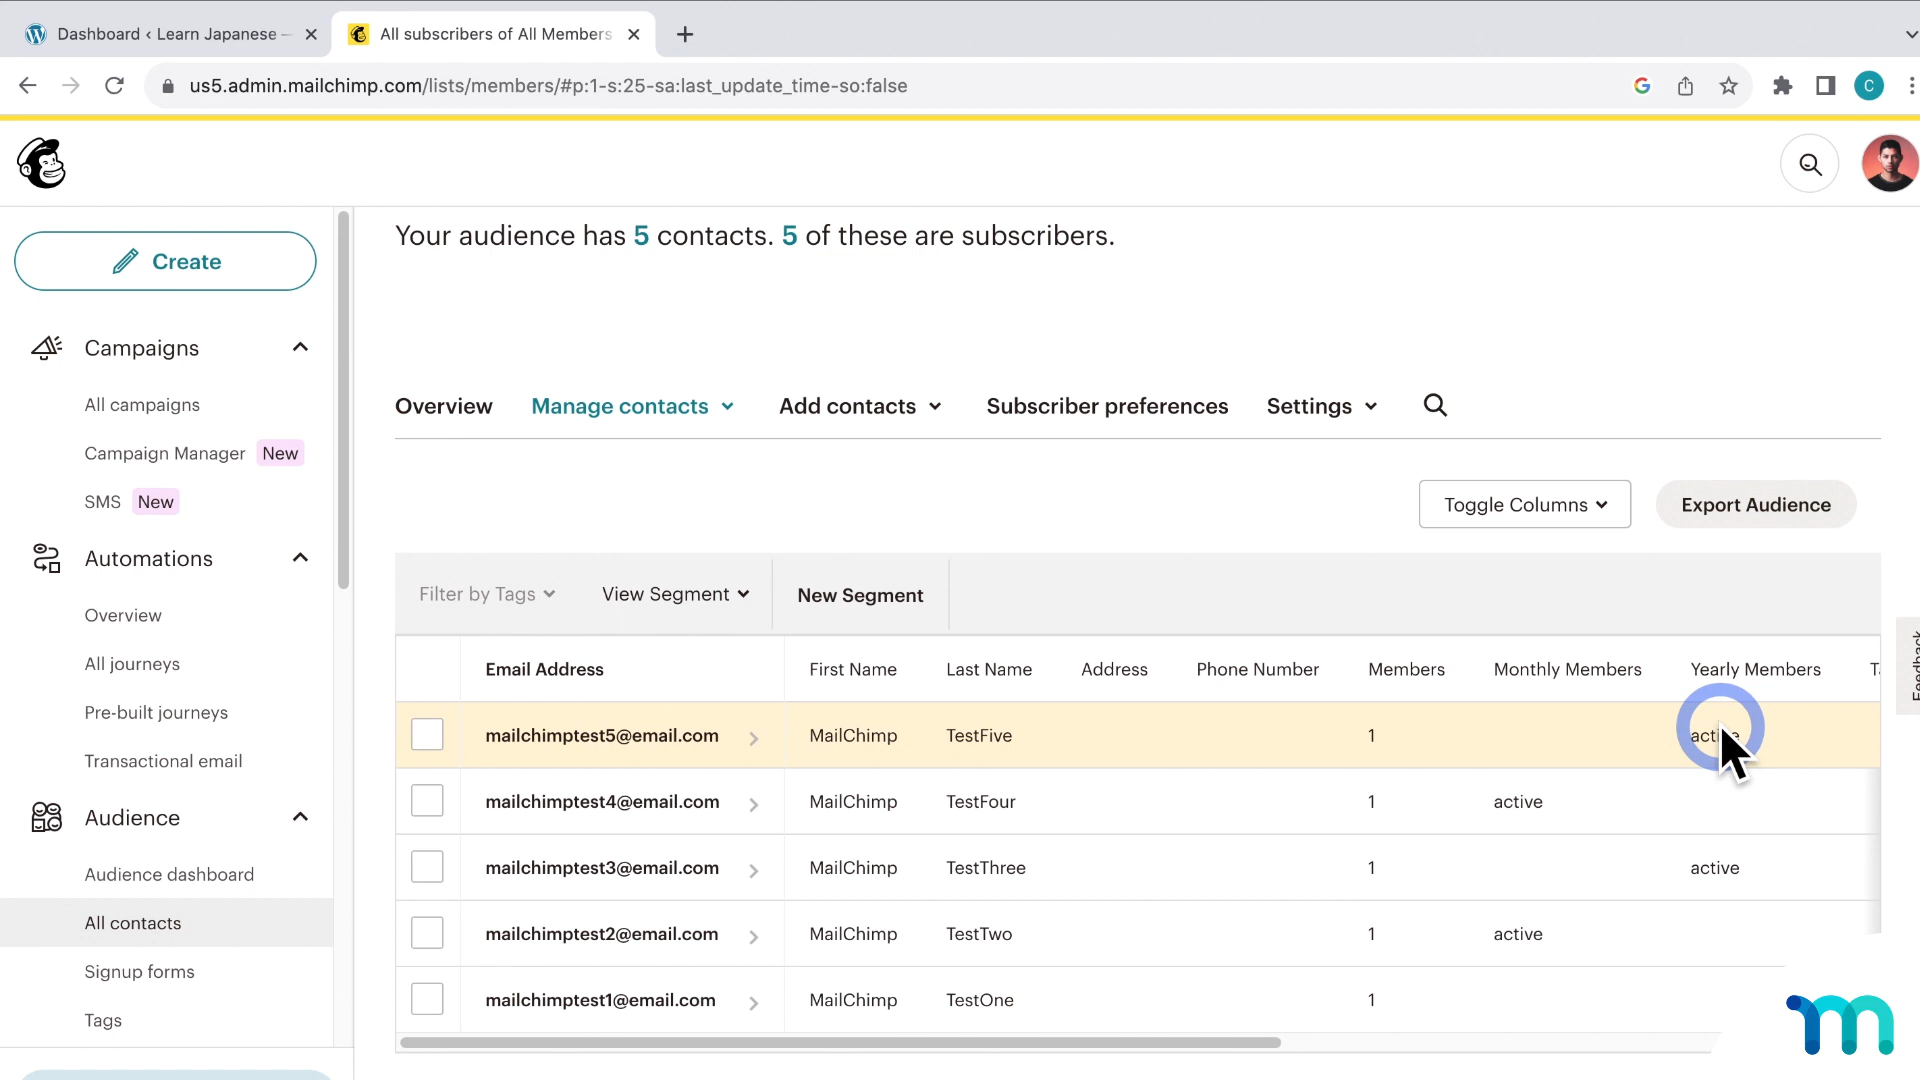 Dashboard ‹ Learn Japanese —
All subscribers of All Members
us5.admin.mailchimp.com/lists/members/#p:1-s:25-sa:last_update_time-so:false
C
Create
Campaigns
All campaigns
Campaign Manager New
SMS New
Automations
Overview
All journeys
Pre-built journeys
Transactional email
Audience
Audience dashboard
All contacts
Signup forms
Tags
Your audience has 5 contacts. 5 of these are subscribers.
Overview Manage contacts Add contacts Subscriber preferences Settings
Toggle Columns Export Audience
Filter by Tags View Segment New Segment
Email Address First Name Last Name Address Phone Number Members Monthly Members Yearly Members
mailchimptest5@email.com MailChimp TestFive 1 active
mailchimptest4@email.com MailChimp TestFour 1 active
mailchimptest3@email.com MailChimp TestThree 1 active
mailchimptest2@email.com MailChimp TestTwo 1 active
mailchimptest1@email.com MailChimp TestOne 1
Feedback
m